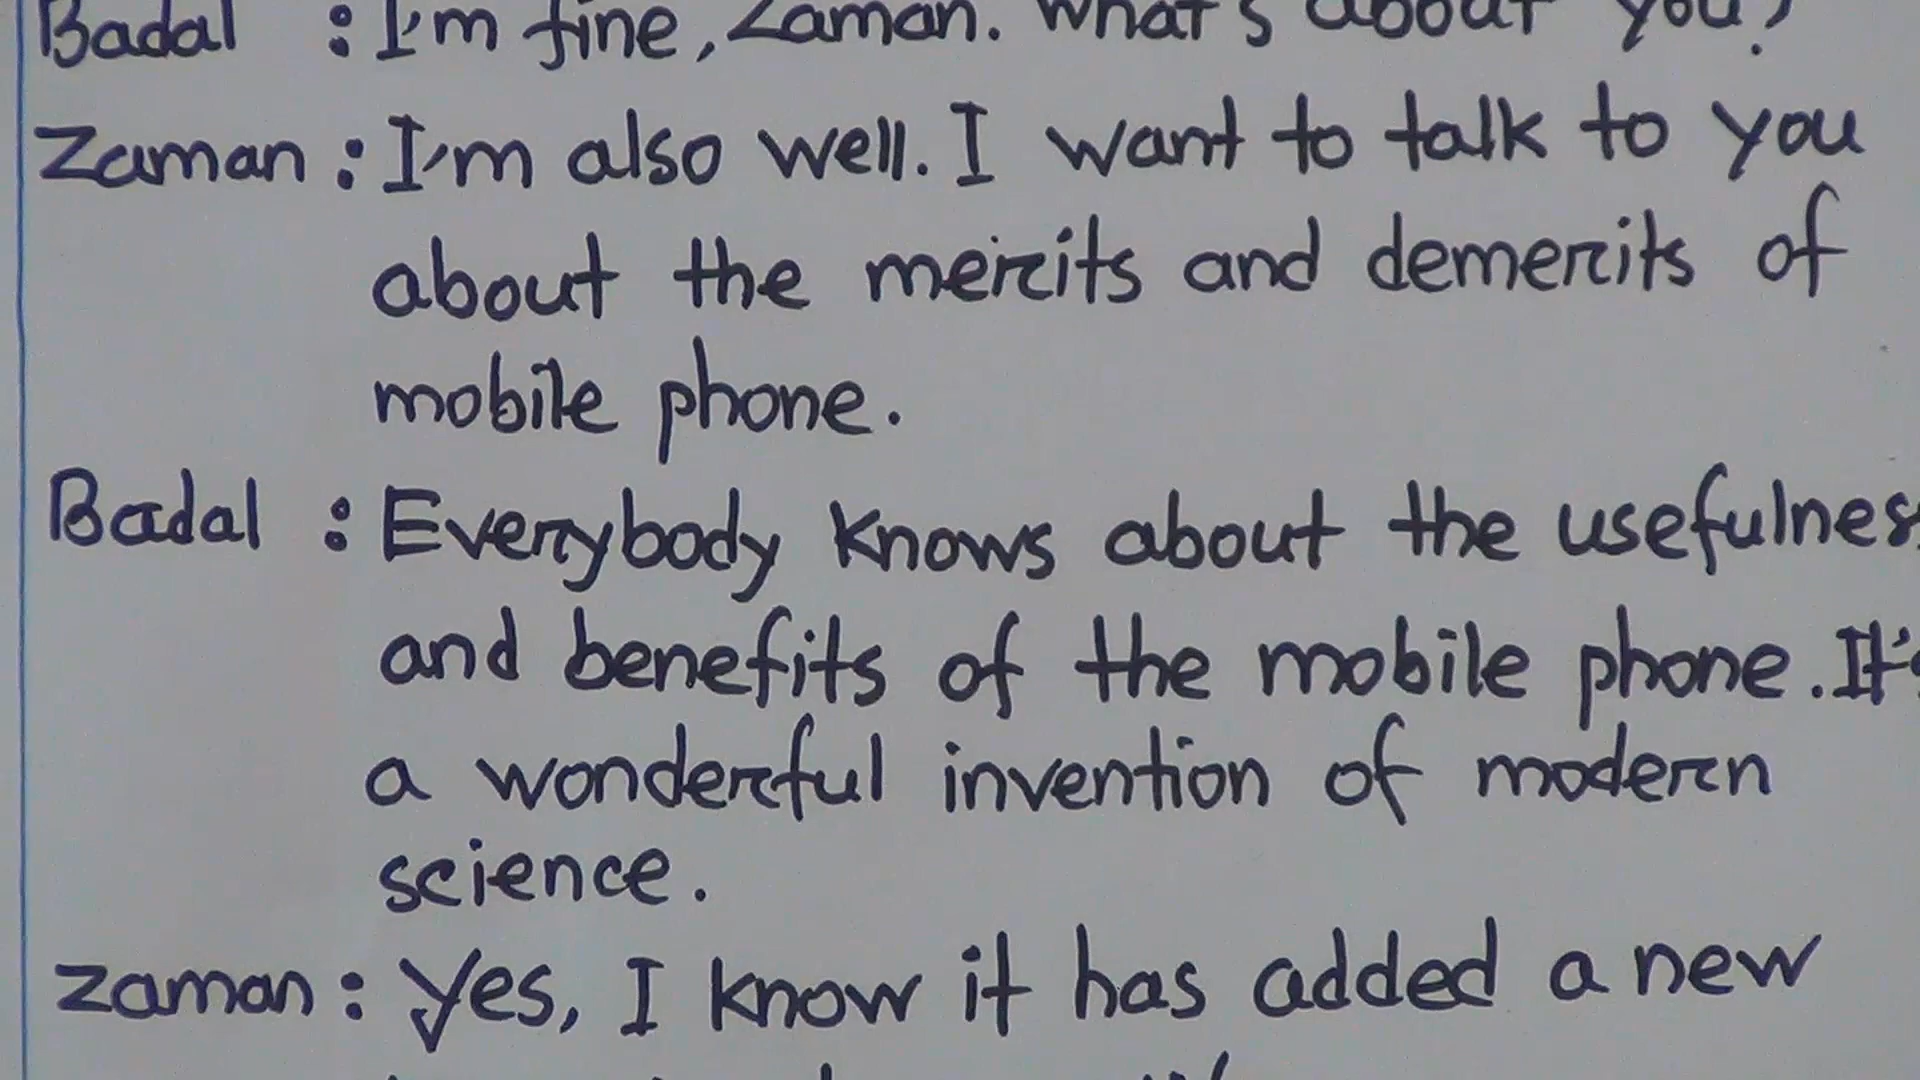 Badal : I'm fine, Zaman. What's about you?
Zaman : I'm also well. I want to talk to you
about the merits and demerits of
mobile phone.
Badal : Everybody knows about the usefulness
and benefits of the mobile phone. It's
a wonderful invention of modern
science.
Zaman : Yes, I know it has added a new